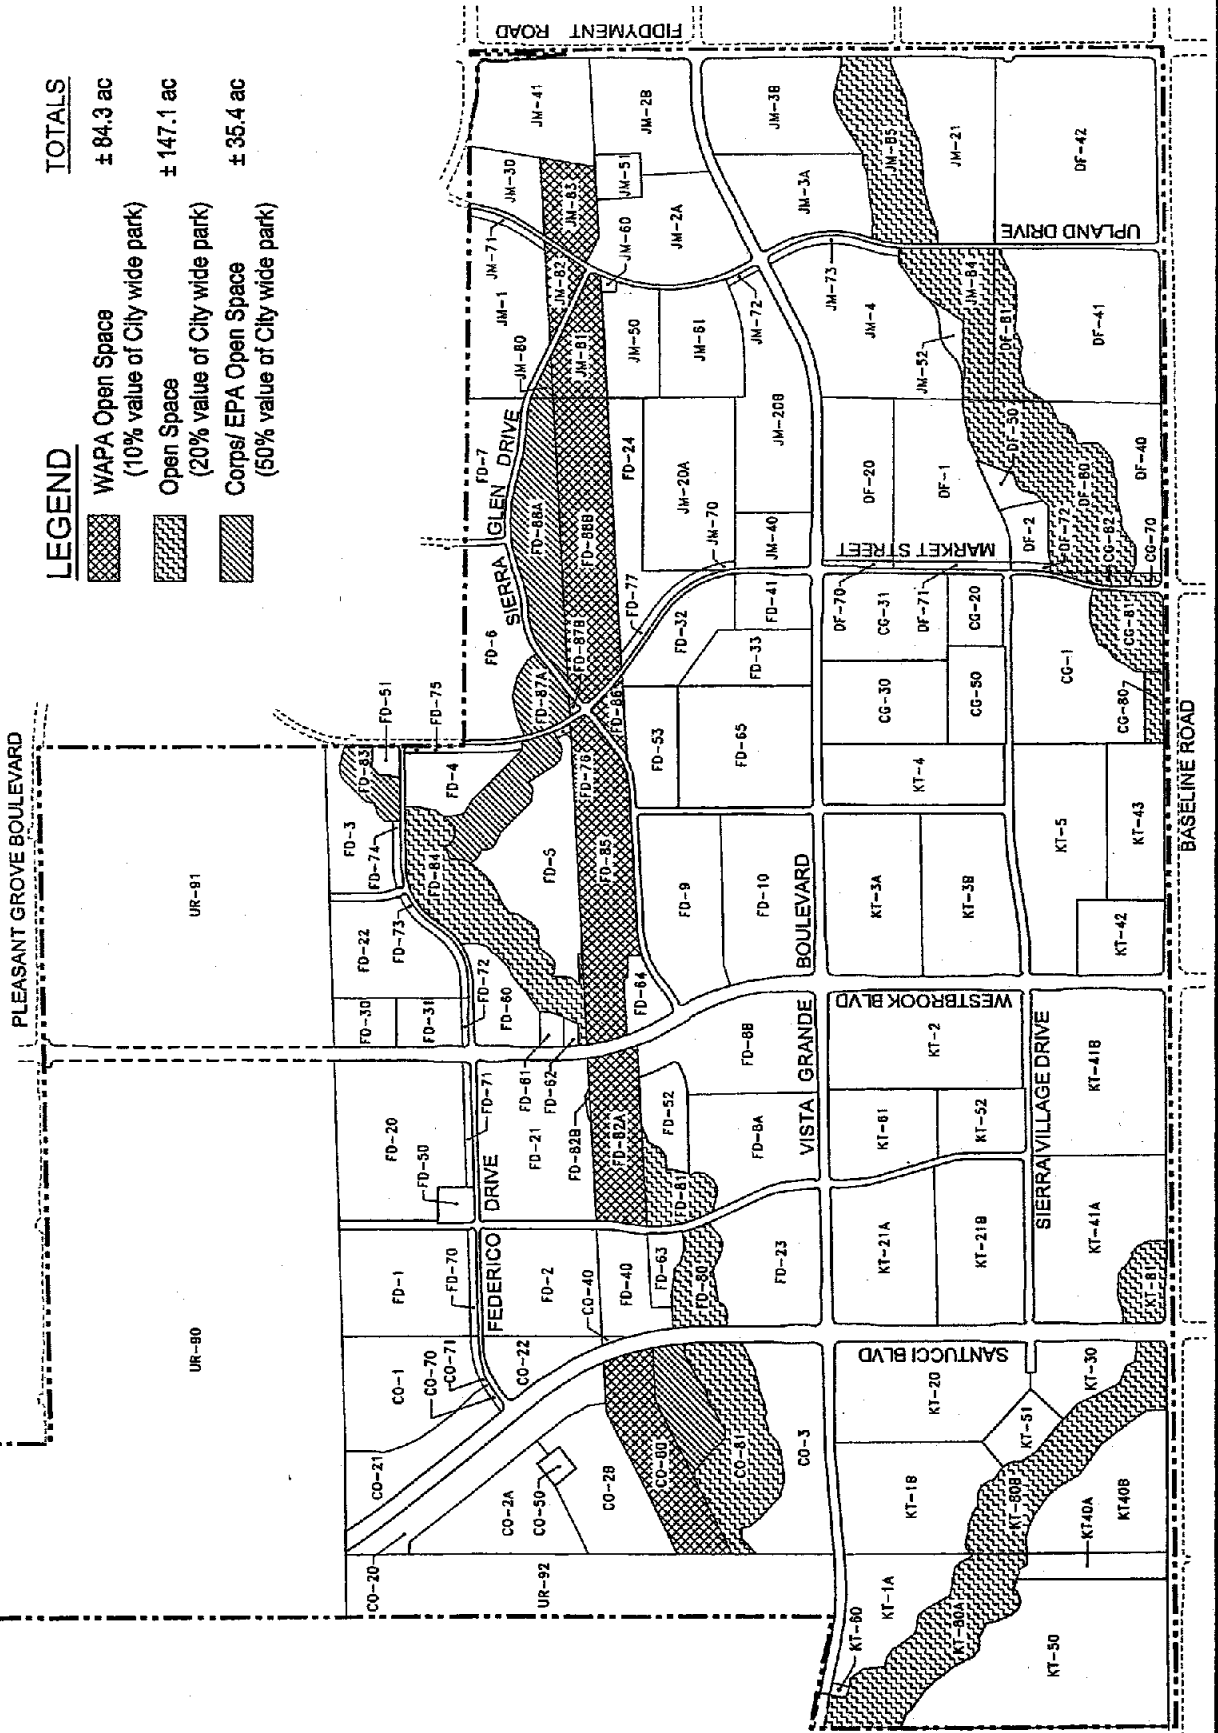 LEGEND
TOTALS
WAPA Open Space
(10% value of City wide park)
± 84.3 ac
Open Space
(20% value of City wide park)
± 147.1 ac
Corps/ EPA Open Space
(50% value of City wide park)
± 35.4 ac
PLEASANT GROVE BOULEVARD
FIDDYMENT ROAD
UR-91
UR-90
UR-92
JM-41
JM-30
JM-2B
JM-3B
JM-71
JM-83
JM-51
JM-85
JM-21
DF-42
JM-1
JM-82
JM-60
JM-2A
JM-3A
UPLAND DRIVE
JM-80
JM-81
JM-50
JM-61
JM-72
JM-73
JM-4
JM-84
JM-52
DF-81
DF-41
SIERRA GLEN DRIVE
FD-7
FD-24
JM-20A
JM-20B
DF-20
DF-1
DF-50
DF-80
DF-40
FD-88A
FD-88B
JM-70
JM-40
MARKET STREET
DF-2
DF-72
CG-82
CG-70
FD-6
FD-87A
FD-87B
FD-77
FD-32
FD-41
FD-33
DF-70
CG-31
DF-71
CG-20
CG-81
CG-1
CG-80
FD-51
FD-75
FD-83
FD-4
FD-76
FD-86
FD-53
FD-65
CG-30
CG-50
KT-4
FD-3
FD-74
FD-84
FD-5
FD-85
FD-9
FD-10
KT-3A
KT-3B
KT-5
KT-43
KT-42
BASELINE ROAD
FD-22
FD-73
FD-72
FD-30
FD-31
FD-60
FD-64
VISTA GRANDE BOULEVARD
WESTBROOK BLVD
FD-61
FD-62
FD-8B
KT-2
SIERRA VILLAGE DRIVE
KT-41B
FD-20
FD-71
FD-50
FD-21
FD-82B
FD-82A
FD-52
FD-8A
FD-81
KT-61
KT-52
FEDERICO DRIVE
FD-1
FD-70
FD-2
CO-40
FD-40
FD-63
FD-80
FD-23
KT-21A
KT-21B
KT-41A
KT-81
SANTUCCI BLVD
CO-1
CO-70
CO-71
CO-22
CO-21
CO-2A
CO-50
CO-2B
CO-80
CO-81
CO-3
KT-20
KT-51
KT-30
KT-1B
KT-80B
KT40A
KT40B
CO-20
KT-60
KT-1A
KT-80A
KT-50